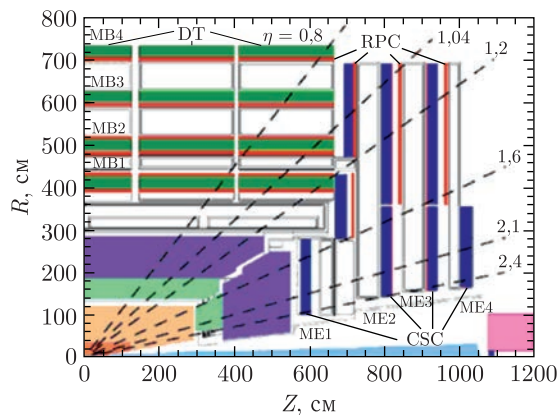 800
700
600
500
400
300
200
100
0
R, см
MB4
DT
η = 0,8
RPC
1,04
1,2
MB3
MB2
MB1
1,6
2,1
2,4
ME1
ME2
ME3
ME4
CSC
0
200
400
600
800
1000
1200
Z, см